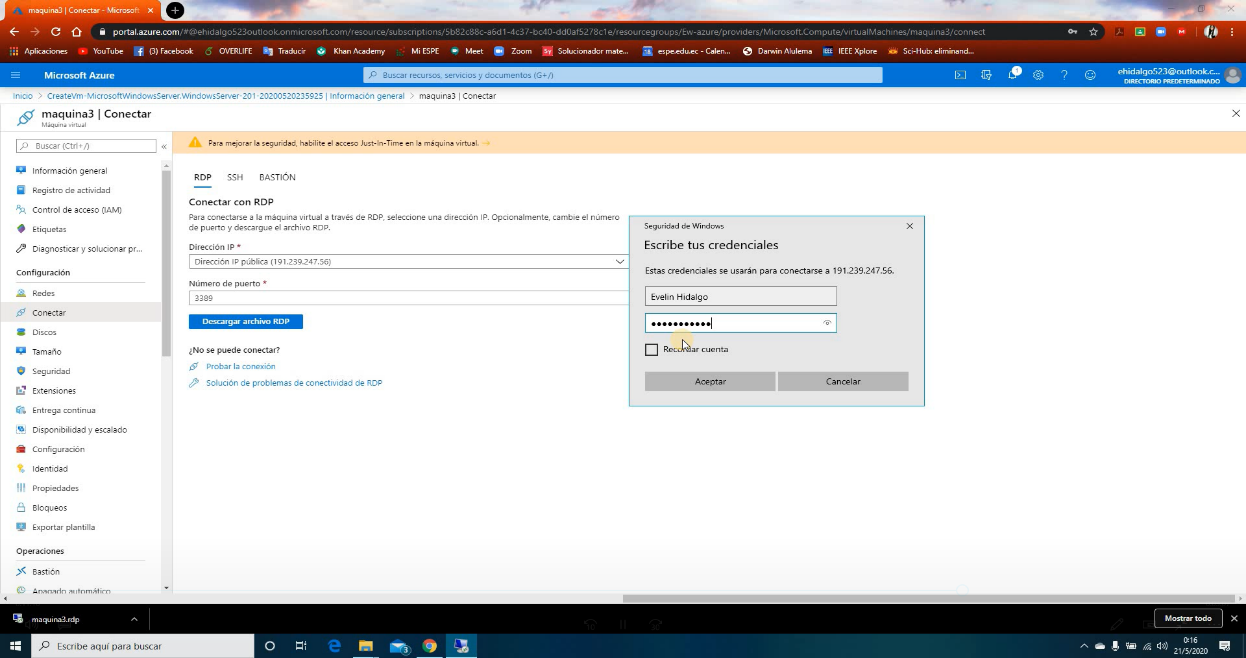 maquina3 | Conectar - Microsoft
portal.azure.com/#@ehidalgo523outlook.onmicrosoft.com/resource/subscriptions/5b82c88c-a6d1-4c37-bc40-dd0af5278c1e/resourcegroups/Ew-azure/providers/Microsoft.Compute/virtualMachines/maquina3/connect
Aplicaciones YouTube (3) Facebook OVERLIFE Traducir Khan Academy Mi ESPE Meet Zoom Solucionador mate... espe.edu.ec - Calen... Darwin Alulema IEEE Xplore Sci-Hub: eliminand...
Microsoft Azure
Buscar recursos, servicios y documentos (G+/)
1
ehidalgo523@outlook.c...
DIRECTORIO PREDETERMINADO
Inicio > CreateVm-MicrosoftWindowsServer.WindowsServer-201-20200520235925 | Información general > maquina3 | Conectar
maquina3 | Conectar
Máquina virtual
Buscar (Ctrl+/)
Información general
Registro de actividad
Control de acceso (IAM)
Etiquetas
Diagnosticar y solucionar pr...
Configuración
Redes
Conectar
Discos
Tamaño
Seguridad
Extensiones
Entrega continua
Disponibilidad y escalado
Configuración
Identidad
Propiedades
Bloqueos
Exportar plantilla
Operaciones
Bastión
Apagado automático
Para mejorar la seguridad, habilite el acceso Just-In-Time en la máquina virtual. →
RDP SSH BASTIÓN
Conectar con RDP
Para conectarse a la máquina virtual a través de RDP, seleccione una dirección IP. Opcionalmente, cambie el número
de puerto y descargue el archivo RDP.
Dirección IP *
Dirección IP pública (191.239.247.56)
Número de puerto *
3389
Descargar archivo RDP
¿No se puede conectar?
Probar la conexión
Solución de problemas de conectividad de RDP
Seguridad de Windows
Escribe tus credenciales
Estas credenciales se usarán para conectarse a 191.239.247.56.
Evelin Hidalgo
●●●●●●●●●●●
Recordar cuenta
Aceptar Cancelar
maquina3.rdp
Mostrar todo
Escribe aquí para buscar
3
0:16
21/5/2020